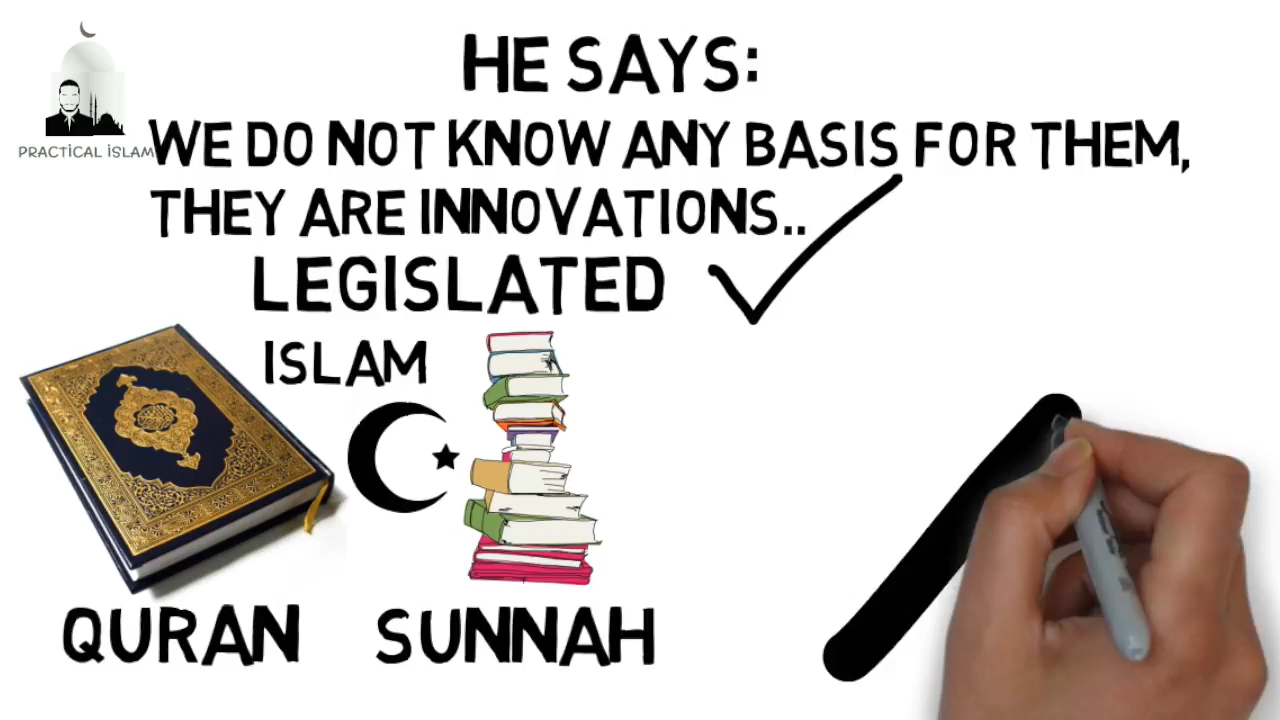 HE SAYS:
PRACTICAL ISLAM
WE DO NOT KNOW ANY BASIS FOR THEM,
THEY ARE INNOVATIONS..
LEGISLATED
ISLAM
QURAN SUNNAH